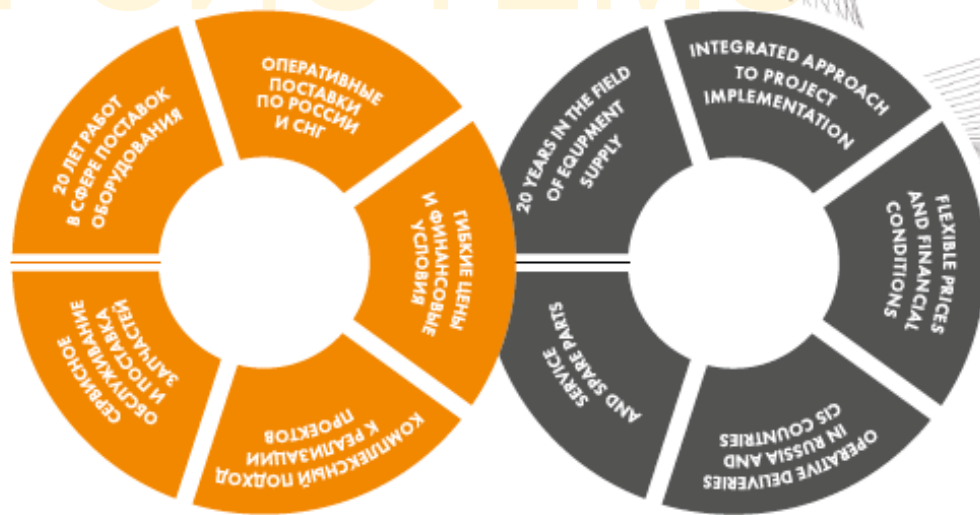 20 ЛЕТ РАБОТ
В СФЕРЕ ПОСТАВОК
ОБОРУДОВАНИЯ
ОПЕРАТИВНЫЕ
ПОСТАВКИ
ПО РОССИИ
И СНГ
ГИБКИЕ ЦЕНЫ
И ФИНАНСОВЫЕ
УСЛОВИЯ
КОМПЛЕКСНЫЙ ПОДХОД
К РЕАЛИЗАЦИИ
ПРОЕКТОВ
СЕРВИСНОЕ
ОБСЛУЖИВАНИЕ
И ПОСТАВКА
ЗАПЧАСТЕЙ
20 YEARS IN THE FIELD
OF EQUPMENT
SUPPLY
INTEGRATED APPROACH
TO PROJECT
IMPLEMENTATION
FLEXIBLE PRICES
AND FINANCIAL
CONDITIONS
OPERATIVE DELIVERIES
IN RUSSIA AND
CIS COUNTRIES
SERVICE
AND SPARE PARTS